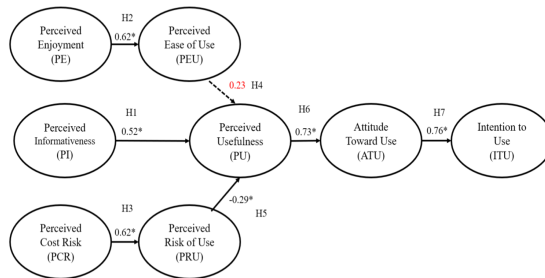 H2
Perceived
Enjoyment
(PE)
0.62*
Perceived
Ease of Use
(PEU)
0.23 H4
H1
Perceived
Informativeness
(PI)
0.52*
Perceived
Usefulness
(PU)
H6
0.73*
Attitude
Toward Use
(ATU)
H7
0.76*
Intention to
Use
(ITU)
-0.29*
H5
H3
Perceived
Cost Risk
(PCR)
0.62*
Perceived
Risk of Use
(PRU)